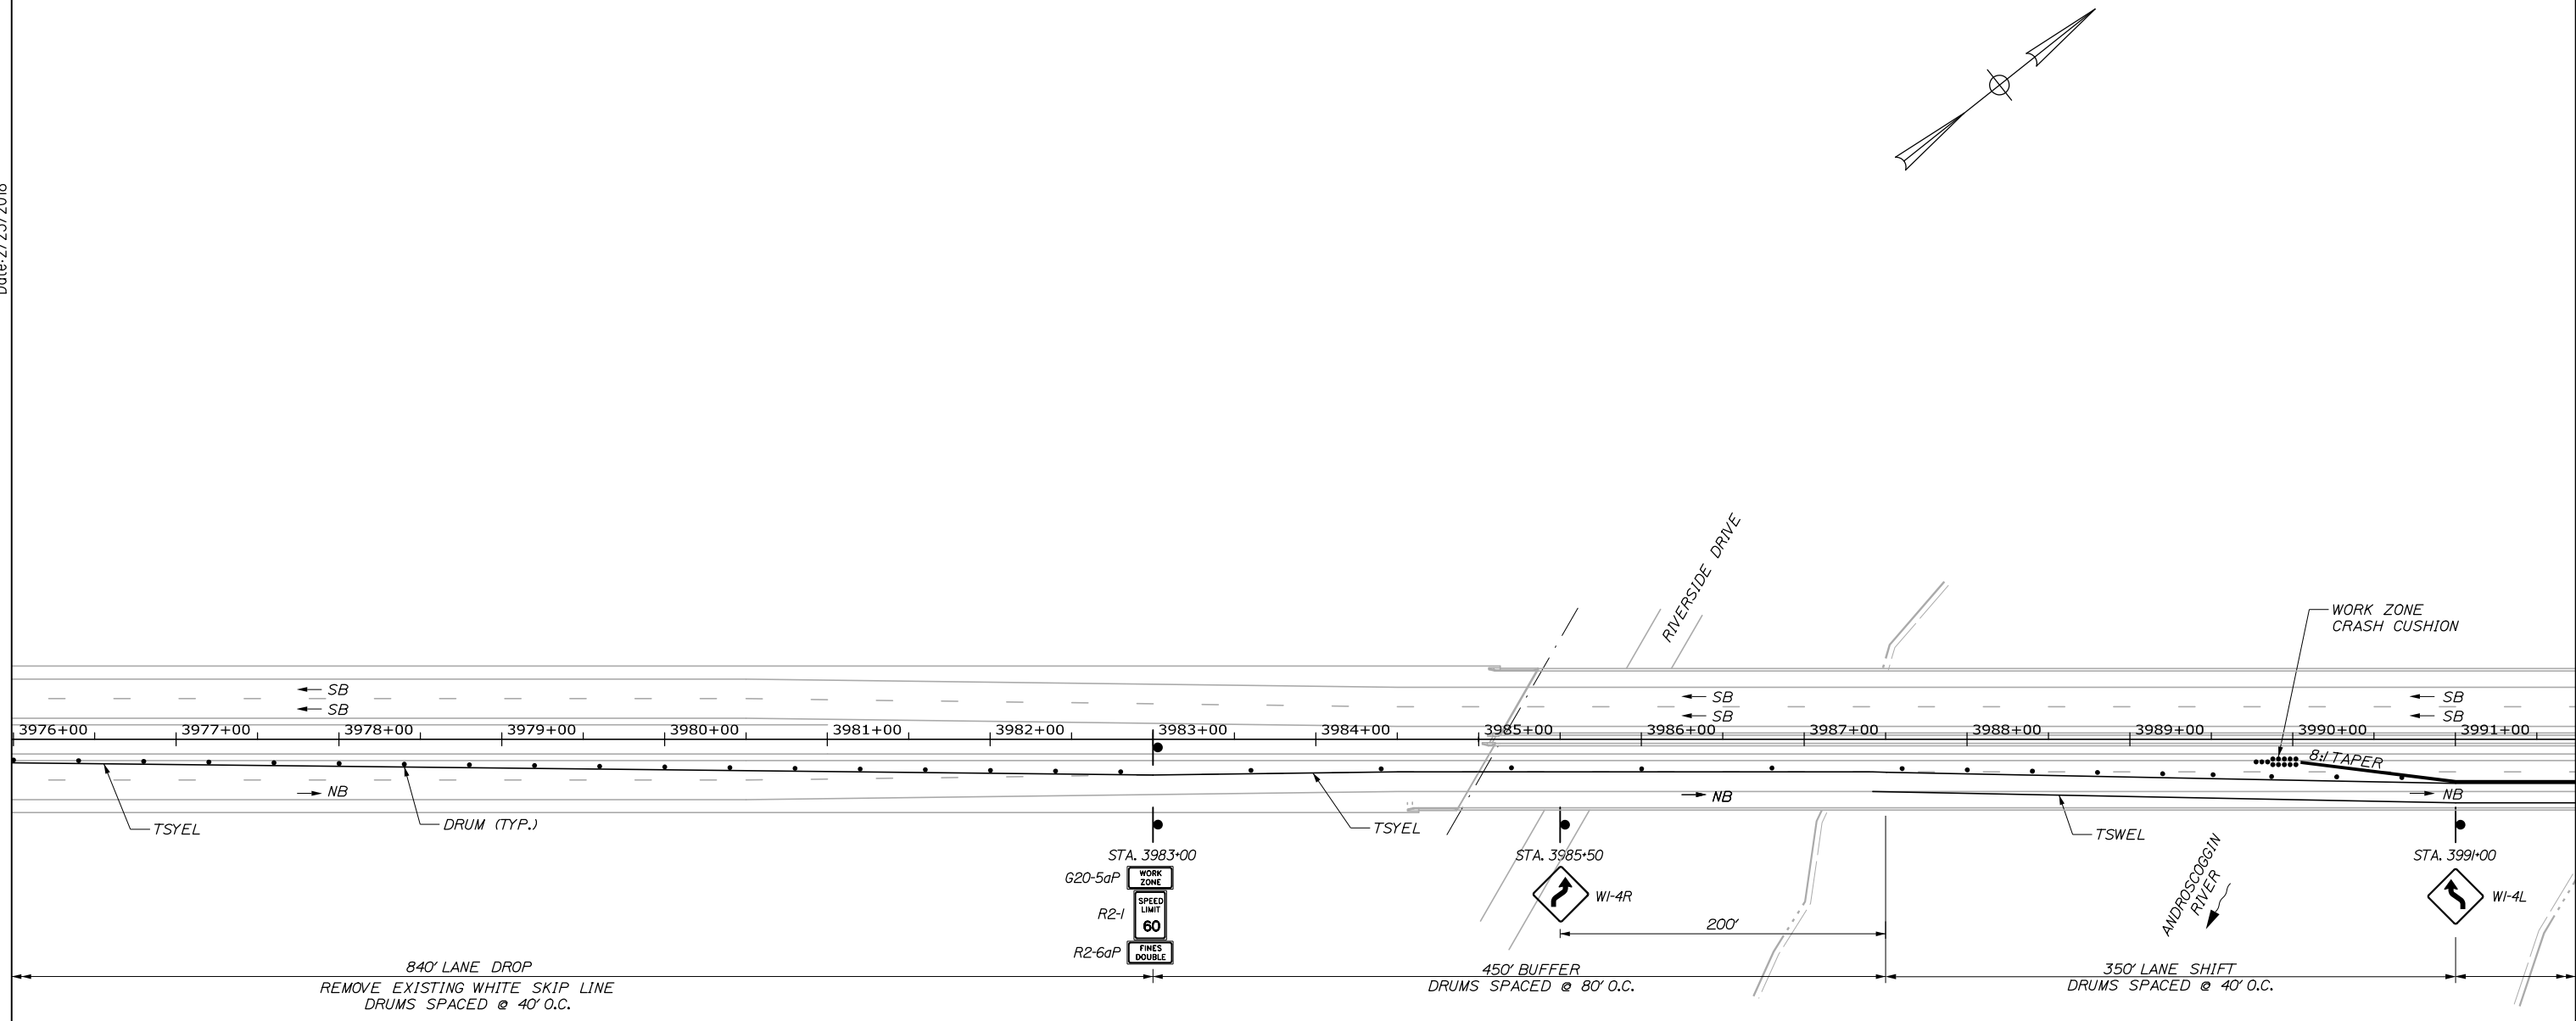 Date:2/23/2018
RIVERSIDE DRIVE
WORK ZONE
CRASH CUSHION
SB
SB
SB
SB
SB
SB
3976+00 3977+00 3978+00 3979+00 3980+00 3981+00 3982+00 3983+00 3984+00 3985+00 3986+00 3987+00 3988+00 3989+00 3990+00 3991+00
8:1 TAPER
NB
NB
NB
TSYEL
DRUM (TYP.)
TSYEL
TSWEL
STA. 3983+00
STA. 3985+50
STA. 3991+00
G20-5aP
WORK
ZONE
R2-1
SPEED
LIMIT
60
R2-6aP
FINES
DOUBLE
W1-4R
W1-4L
ANDROSCOGGIN
RIVER
200'
840' LANE DROP
REMOVE EXISTING WHITE SKIP LINE
DRUMS SPACED @ 40' O.C.
450' BUFFER
DRUMS SPACED @ 80' O.C.
350' LANE SHIFT
DRUMS SPACED @ 40' O.C.